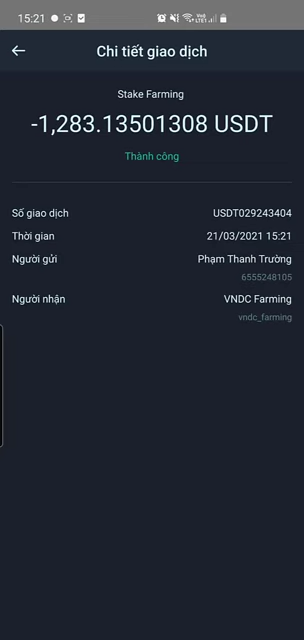 15:21
Chi tiết giao dịch
Stake Farming
-1,283.13501308 USDT
Thành công
Số giao dịch USDT029243404
Thời gian 21/03/2021 15:21
Người gửi Phạm Thanh Trường
6555248105
Người nhận VNDC Farming
vndc_farming